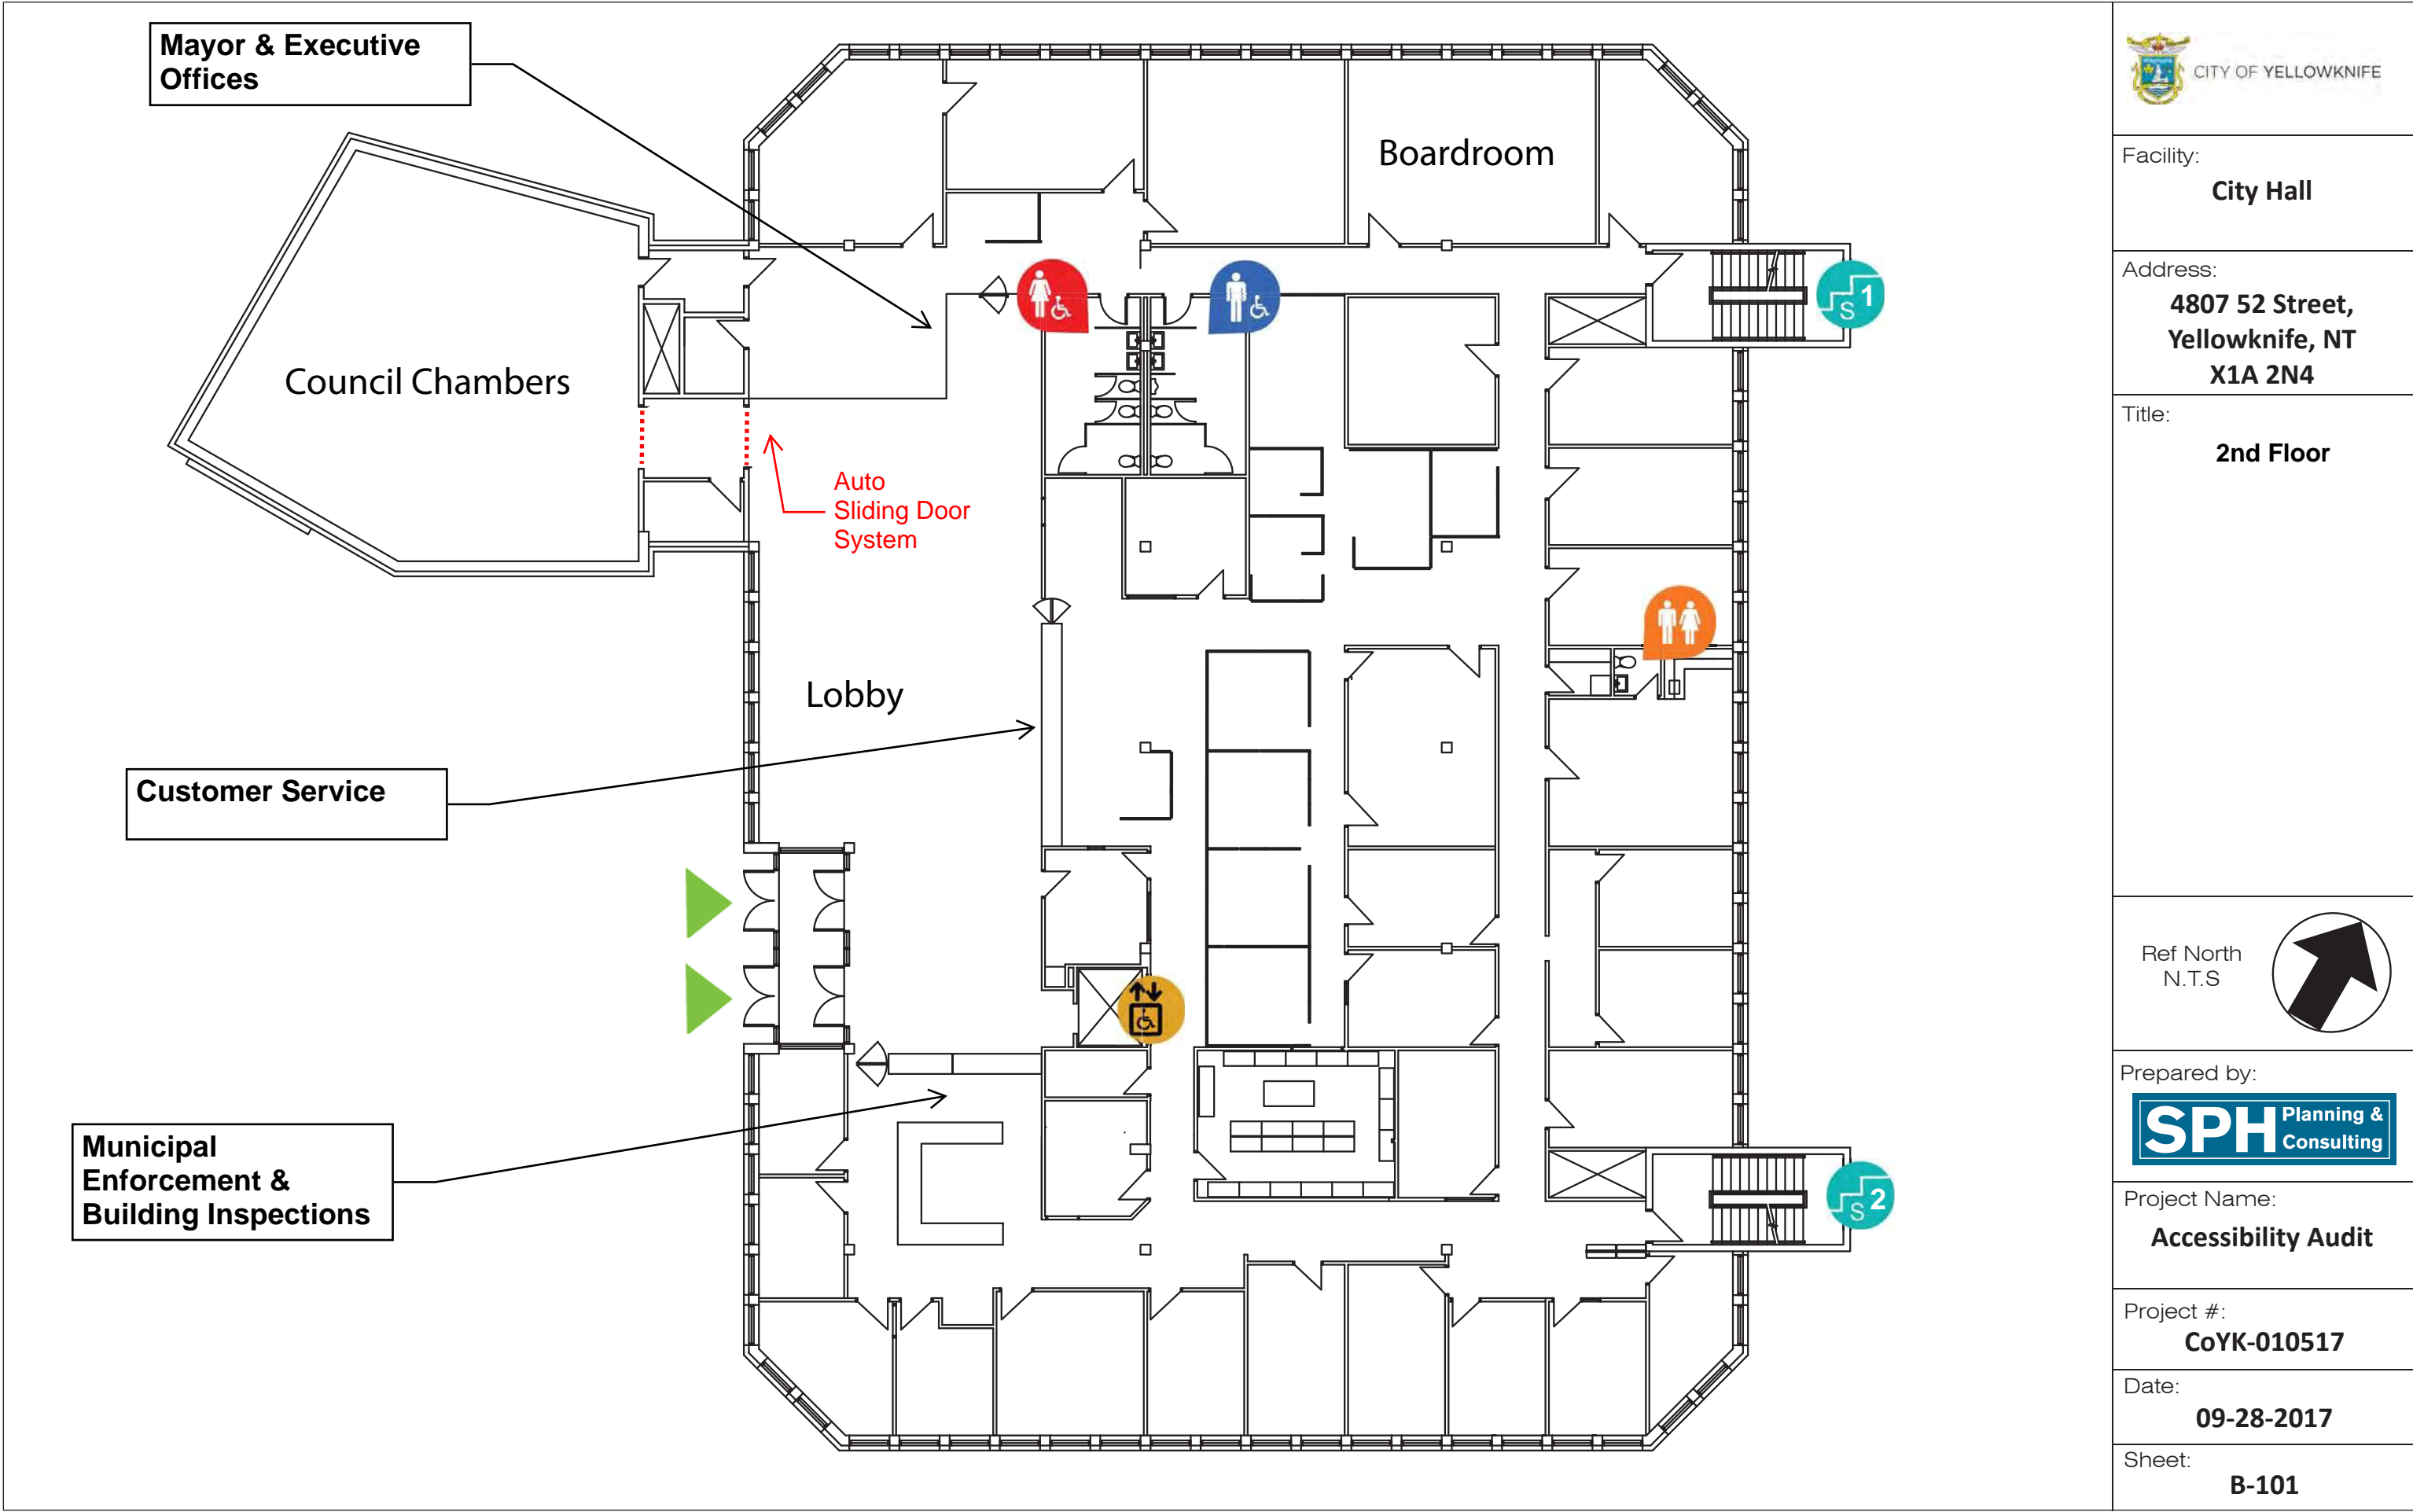 Mayor & Executive
Offices
Boardroom
Council Chambers
Auto
Sliding Door
System
Lobby
Customer Service
Municipal
Enforcement &
Building Inspections
S 1
S 2
CITY OF YELLOWKNIFE
Facility:
City Hall
Address:
4807 52 Street,
Yellowknife, NT
X1A 2N4
Title:
2nd Floor
Ref North
N.T.S
Prepared by:
SPH Planning &
Consulting
Project Name:
Accessibility Audit
Project #:
CoYK-010517
Date:
09-28-2017
Sheet:
B-101